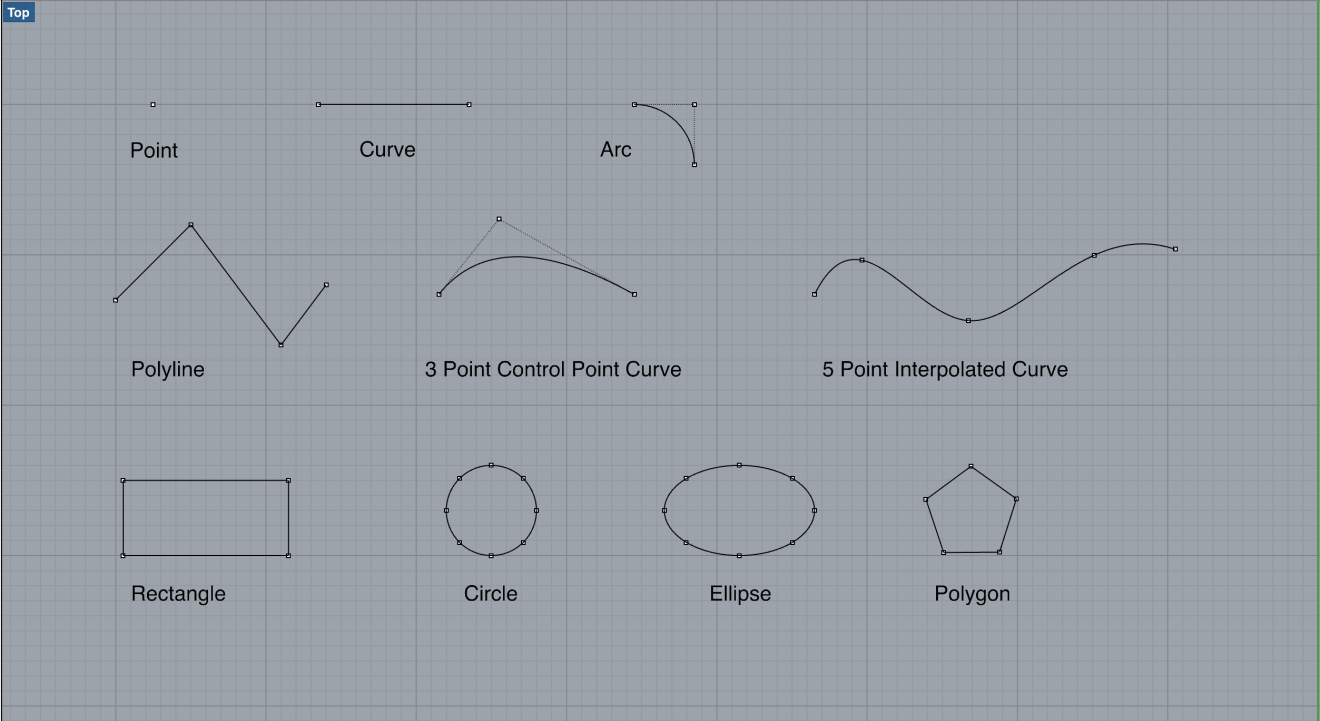 Top
Point
Curve
Arc
Polyline
3 Point Control Point Curve
5 Point Interpolated Curve
Rectangle
Circle
Ellipse
Polygon